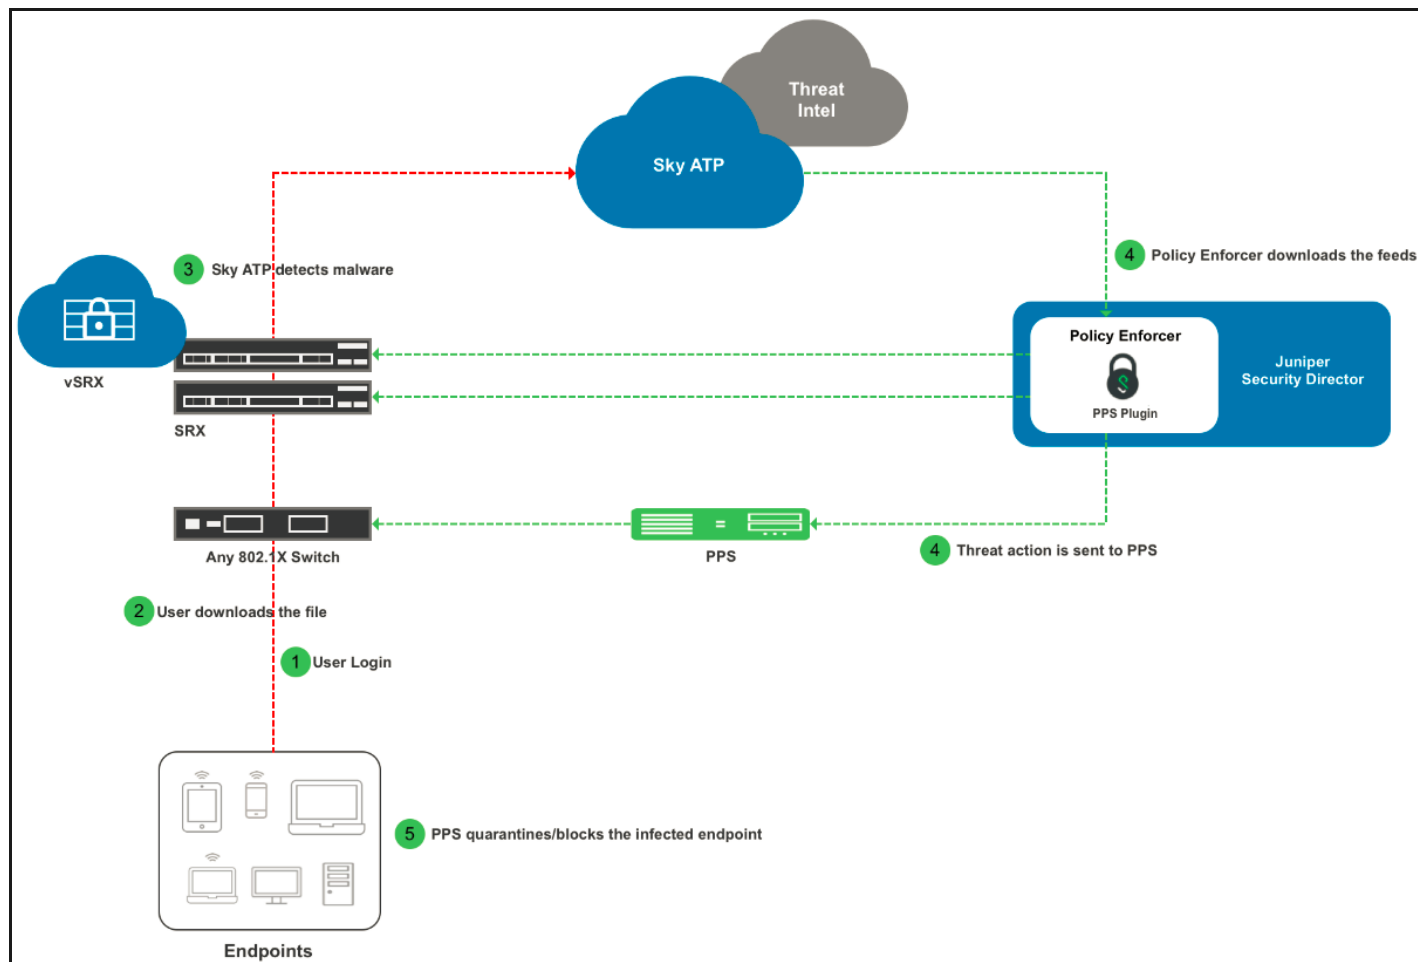 Threat
Intel
Sky ATP
4 Policy Enforcer downloads the feeds
3 Sky ATP detects malware
Policy Enforcer
PPS Plugin
Juniper
Security Director
vSRX
SRX
Any 802.1X Switch
PPS
4 Threat action is sent to PPS
2 User downloads the file
1 User Login
5 PPS quarantines/blocks the infected endpoint
Endpoints